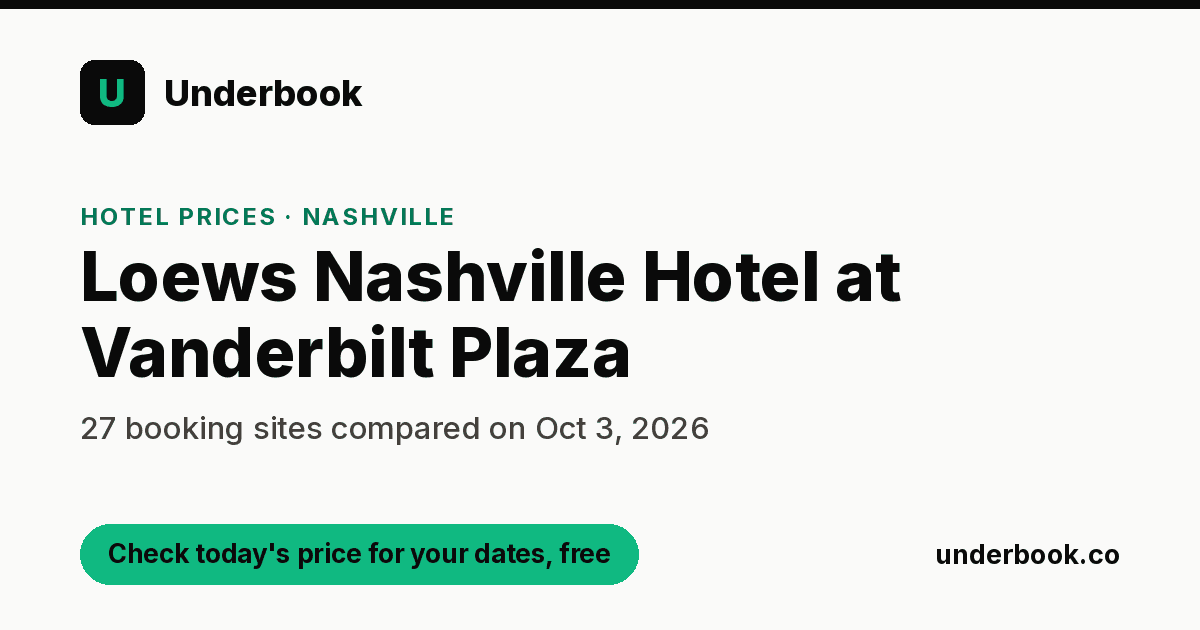 U Underbook
HOTEL PRICES · NASHVILLE
Loews Nashville Hotel at
Vanderbilt Plaza
27 booking sites compared on Oct 3, 2026
Check today's price for your dates, free
underbook.co